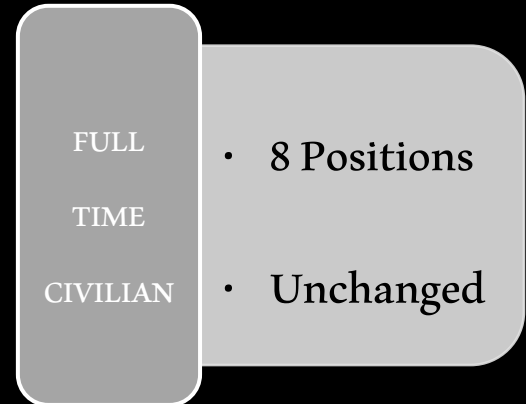 FULL
TIME
CIVILIAN
• 8 Positions
• Unchanged